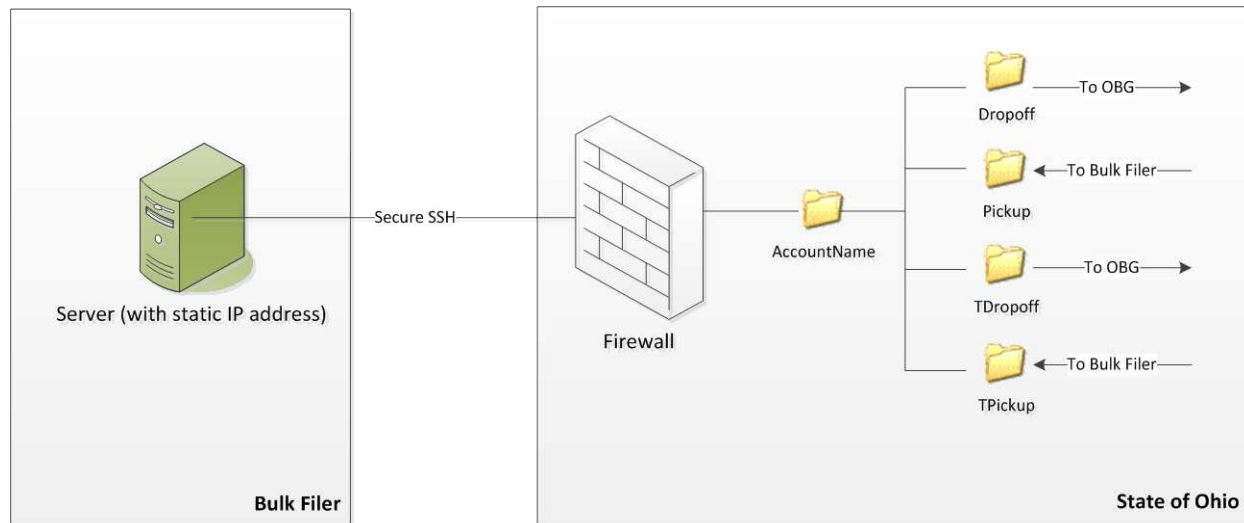 Dropoff
To OBG
Pickup
To Bulk Filer
Secure SSH
AccountName
Server (with static IP address)
Firewall
TDropoff
To OBG
TPickup
To Bulk Filer
Bulk Filer
State of Ohio